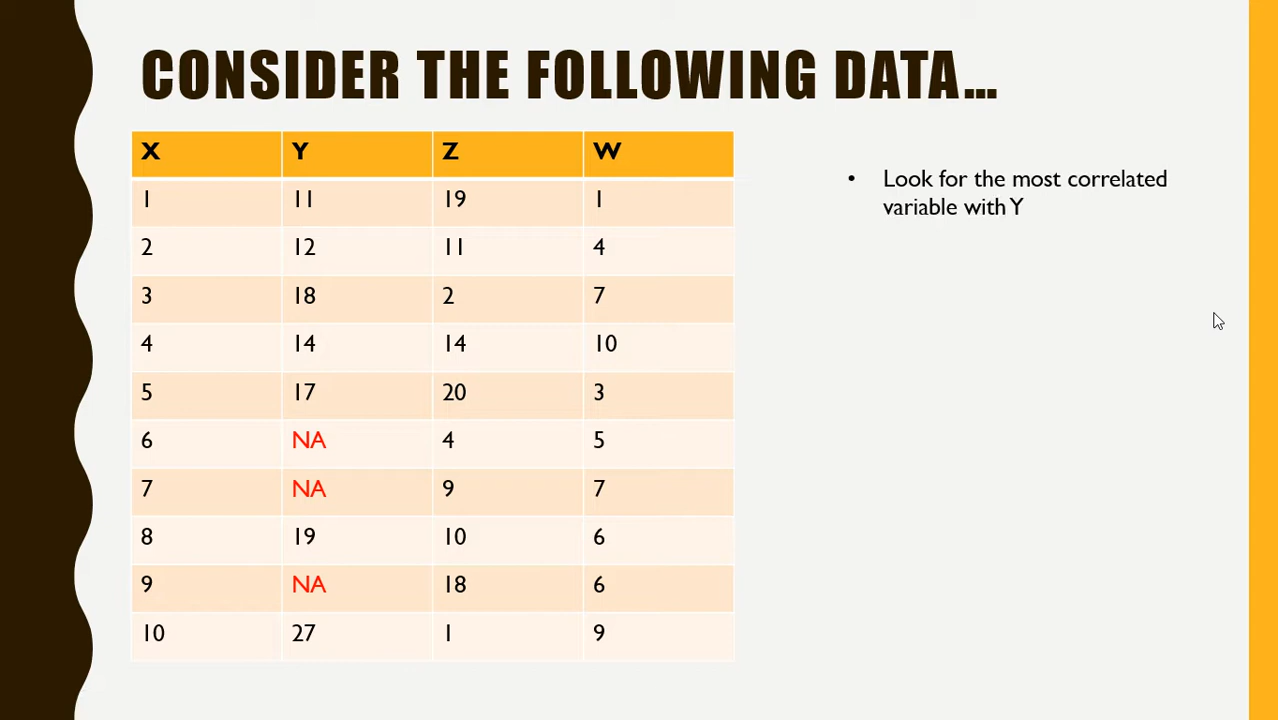 CONSIDER THE FOLLOWING DATA...
X Y Z W
1 11 19 1
2 12 11 4
3 18 2 7
4 14 14 10
5 17 20 3
6 NA 4 5
7 NA 9 7
8 19 10 6
9 NA 18 6
10 27 1 9
• Look for the most correlated
variable with Y